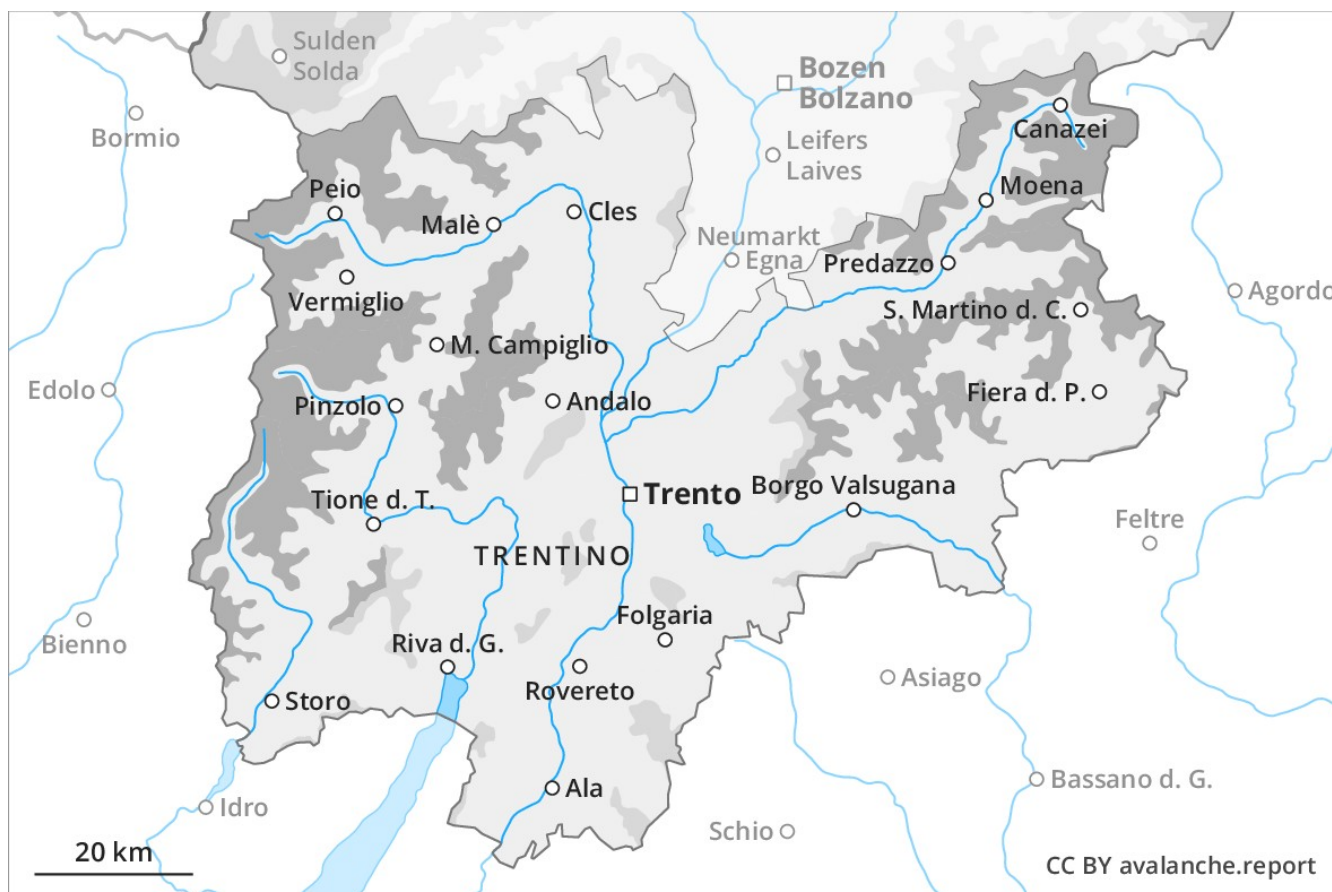 Sulden
Solda
Bozen
Bolzano
Bormio
Canazei
Leifers
Laives
Peio
Moena
Malè
Cles
Neumarkt
Egna
Predazzo
Vermiglio
Agordo
S. Martino d. C.
M. Campiglio
Edolo
Pinzolo
Andalo
Fiera d. P.
Trento
Borgo Valsugana
Tione d. T.
Feltre
TRENTINO
Folgaria
Bienno
Riva d. G.
Asiago
Rovereto
Storo
Bassano d. G.
Ala
Idro
Schio
20 km
CC BY avalanche.report